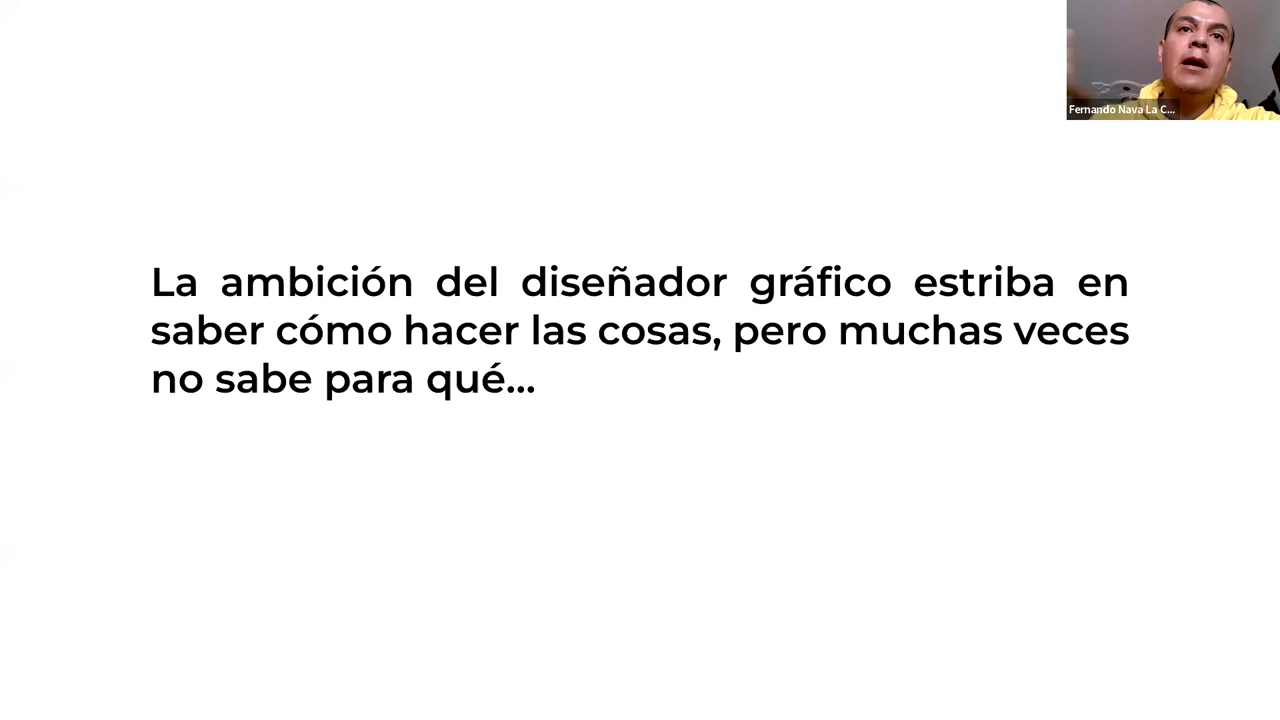 Fernando Nava La C...
La ambición del diseñador gráfico estriba en
saber cómo hacer las cosas, pero muchas veces
no sabe para qué...